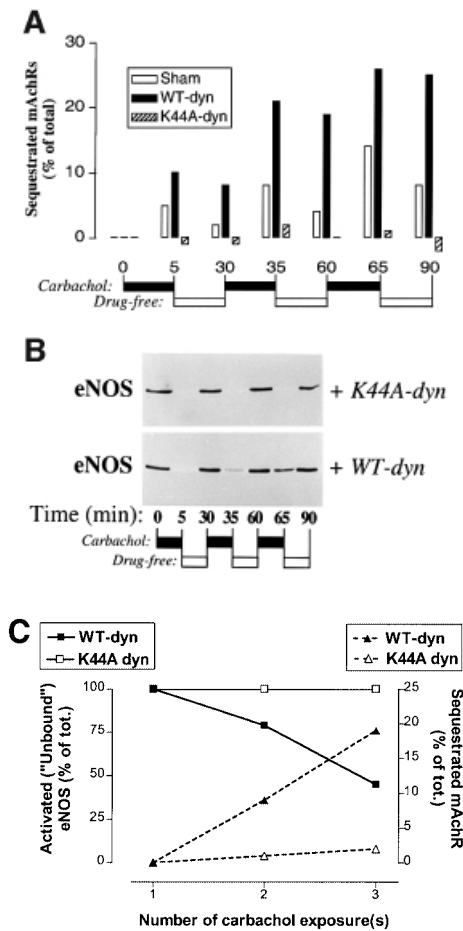 A
Sequestrated mAchRs
(% of total)
30
20
10
0
Sham
WT-dyn
K44A-dyn
0 5 30 35 60 65 90
Carbachol:
Drug-free:
B
eNOS + K44A-dyn
eNOS + WT-dyn
Time (min): 0 5 30 35 60 65 90
Carbachol:
Drug-free:
C
WT-dyn
K44A dyn
WT-dyn
K44A dyn
Activated ("Unbound")
eNOS (% of tot.)
100
75
50
25
0
25
20
15
10
5
0
Sequestrated mAchR
(% of tot.)
1 2 3
Number of carbachol exposure(s)